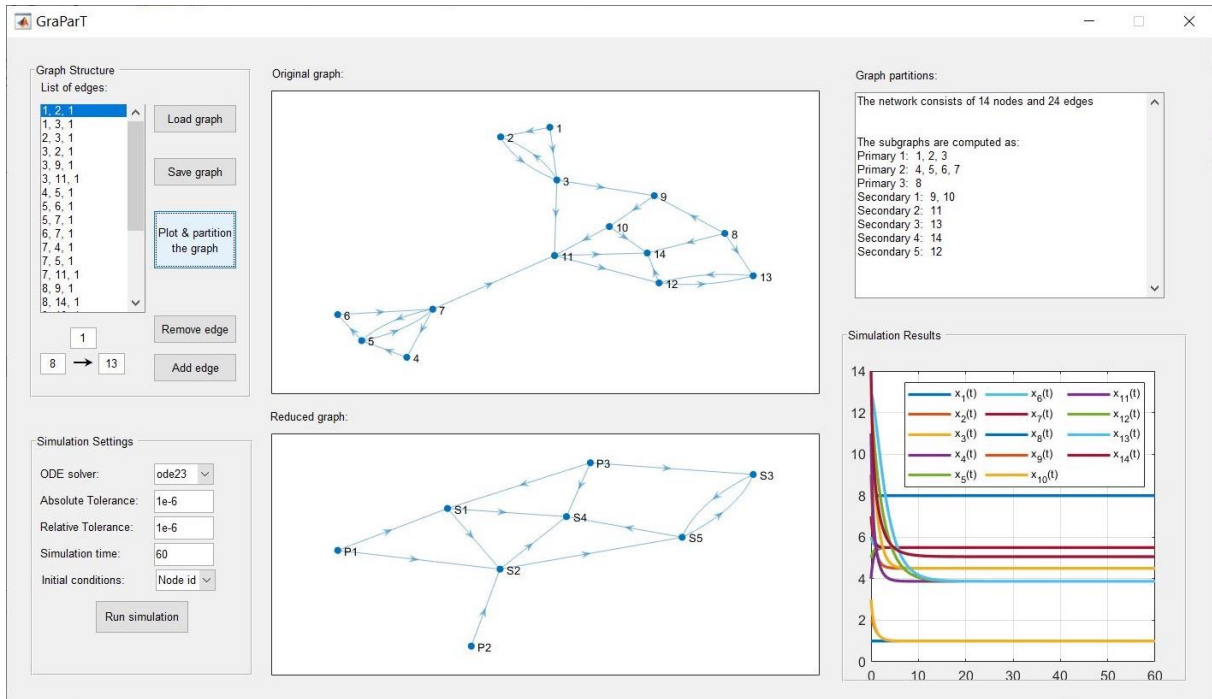 GraParT
Graph Structure
List of edges:
1, 2, 1
1, 3, 1
2, 3, 1
3, 2, 1
3, 9, 1
3, 11, 1
4, 5, 1
5, 6, 1
5, 7, 1
6, 7, 1
7, 4, 1
7, 5, 1
7, 11, 1
8, 9, 1
8, 14, 1
Load graph
Save graph
Plot & partition
the graph
Remove edge
Add edge
1
8 → 13
Original graph:
1
2
3
9
10
8
11
14
13
12
7
6
5
4
Graph partitions:
The network consists of 14 nodes and 24 edges
The subgraphs are computed as:
Primary 1: 1, 2, 3
Primary 2: 4, 5, 6, 7
Primary 3: 8
Secondary 1: 9, 10
Secondary 2: 11
Secondary 3: 13
Secondary 4: 14
Secondary 5: 12
Simulation Settings
ODE solver: ode23
Absolute Tolerance: 1e-6
Relative Tolerance: 1e-6
Simulation time: 60
Initial conditions: Node id
Run simulation
Reduced graph:
P3
S3
S1
S4
S5
P1
S2
P2
Simulation Results
14
12
10
8
6
4
2
0
x1(t) x6(t) x11(t)
x2(t) x7(t) x12(t)
x3(t) x8(t) x13(t)
x4(t) x9(t) x14(t)
x5(t) x10(t)
0 10 20 30 40 50 60